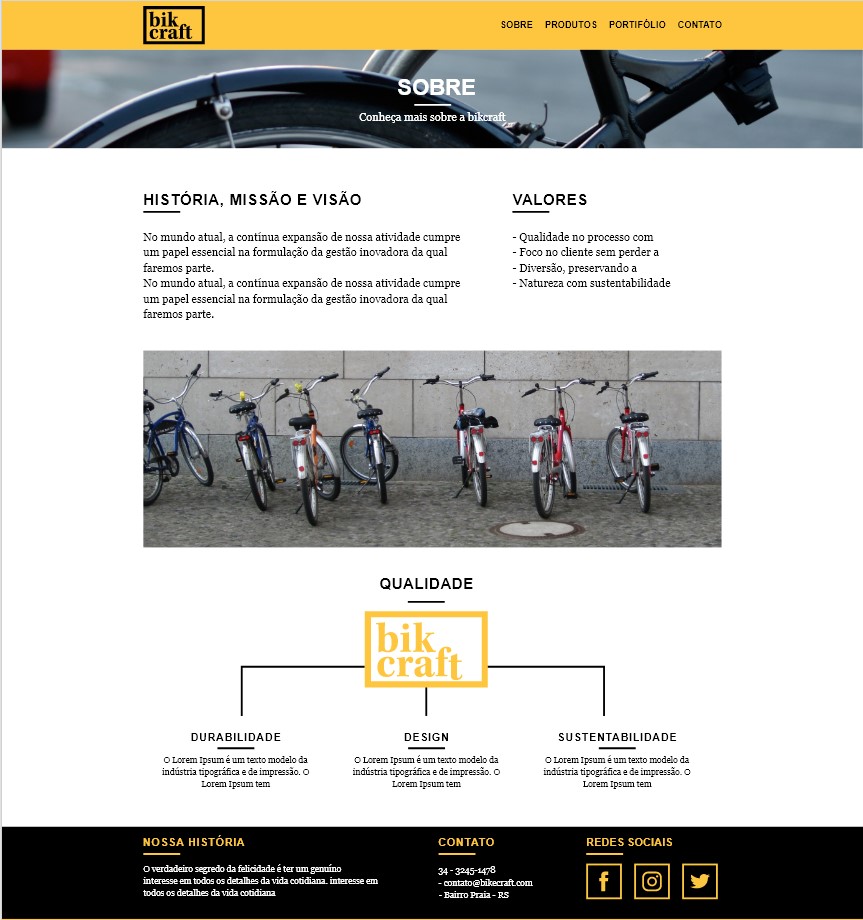 bik
craft
SOBRE PRODUTOS PORTIFÓLIO CONTATO
SOBRE
Conheça mais sobre a bikcraft
HISTÓRIA, MISSÃO E VISÃO
No mundo atual, a contínua expansão de nossa atividade cumpre
um papel essencial na formulação da gestão inovadora da qual
faremos parte.
No mundo atual, a contínua expansão de nossa atividade cumpre
um papel essencial na formulação da gestão inovadora da qual
faremos parte.
VALORES
- Qualidade no processo com
- Foco no cliente sem perder a
- Diversão, preservando a
- Natureza com sustentabilidade
QUALIDADE
bik
craft
DURABILIDADE
O Lorem Ipsum é um texto modelo da
indústria tipográfica e de impressão. O
Lorem Ipsum tem
DESIGN
O Lorem Ipsum é um texto modelo da
indústria tipográfica e de impressão. O
Lorem Ipsum tem
SUSTENTABILIDADE
O Lorem Ipsum é um texto modelo da
indústria tipográfica e de impressão. O
Lorem Ipsum tem
NOSSA HISTÓRIA
O verdadeiro segredo da felicidade é ter um genuíno
interesse em todos os detalhes da vida cotidiana. interesse em
todos os detalhes da vida cotidiana
CONTATO
34 - 3245-1478
- contato@bikecraft.com
- Bairro Praia - RS
REDES SOCIAIS